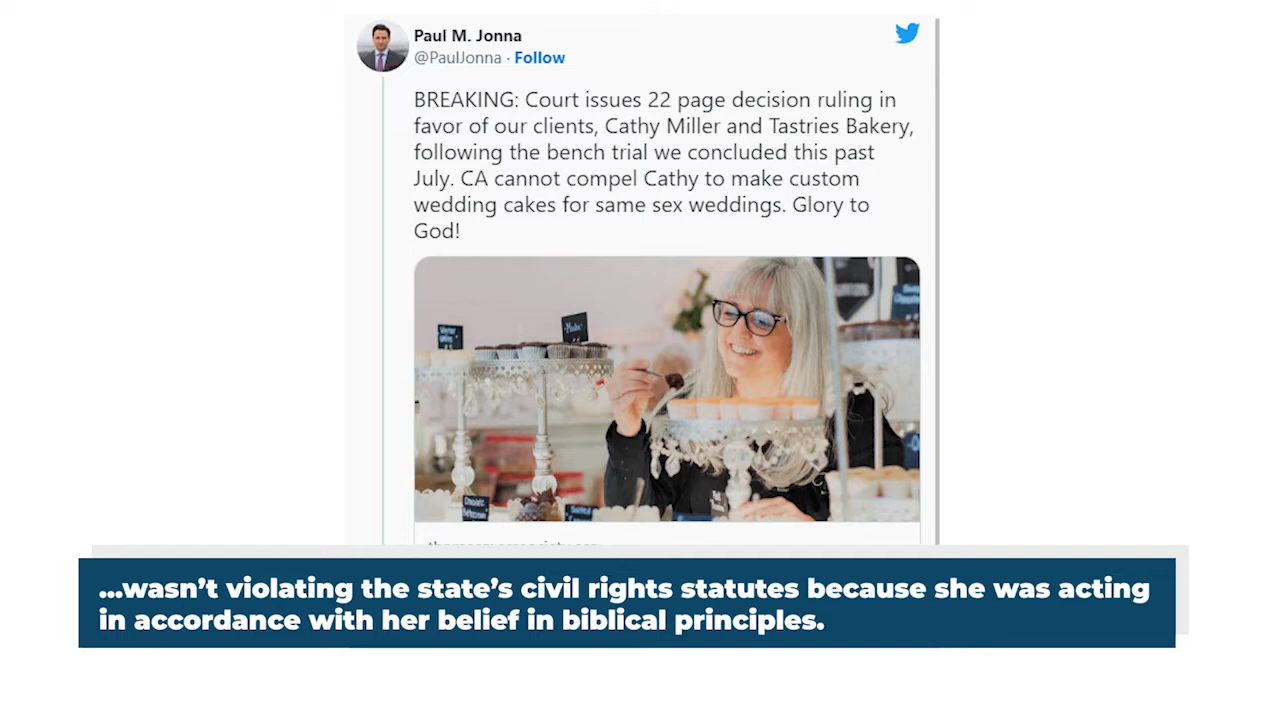 Paul M. Jonna
@PaulJonna · Follow
BREAKING: Court issues 22 page decision ruling in
favor of our clients, Cathy Miller and Tastries Bakery,
following the bench trial we concluded this past
July. CA cannot compel Cathy to make custom
wedding cakes for same sex weddings. Glory to
God!
Mocha
...wasn't violating the state's civil rights statutes because she was acting
in accordance with her belief in biblical principles.